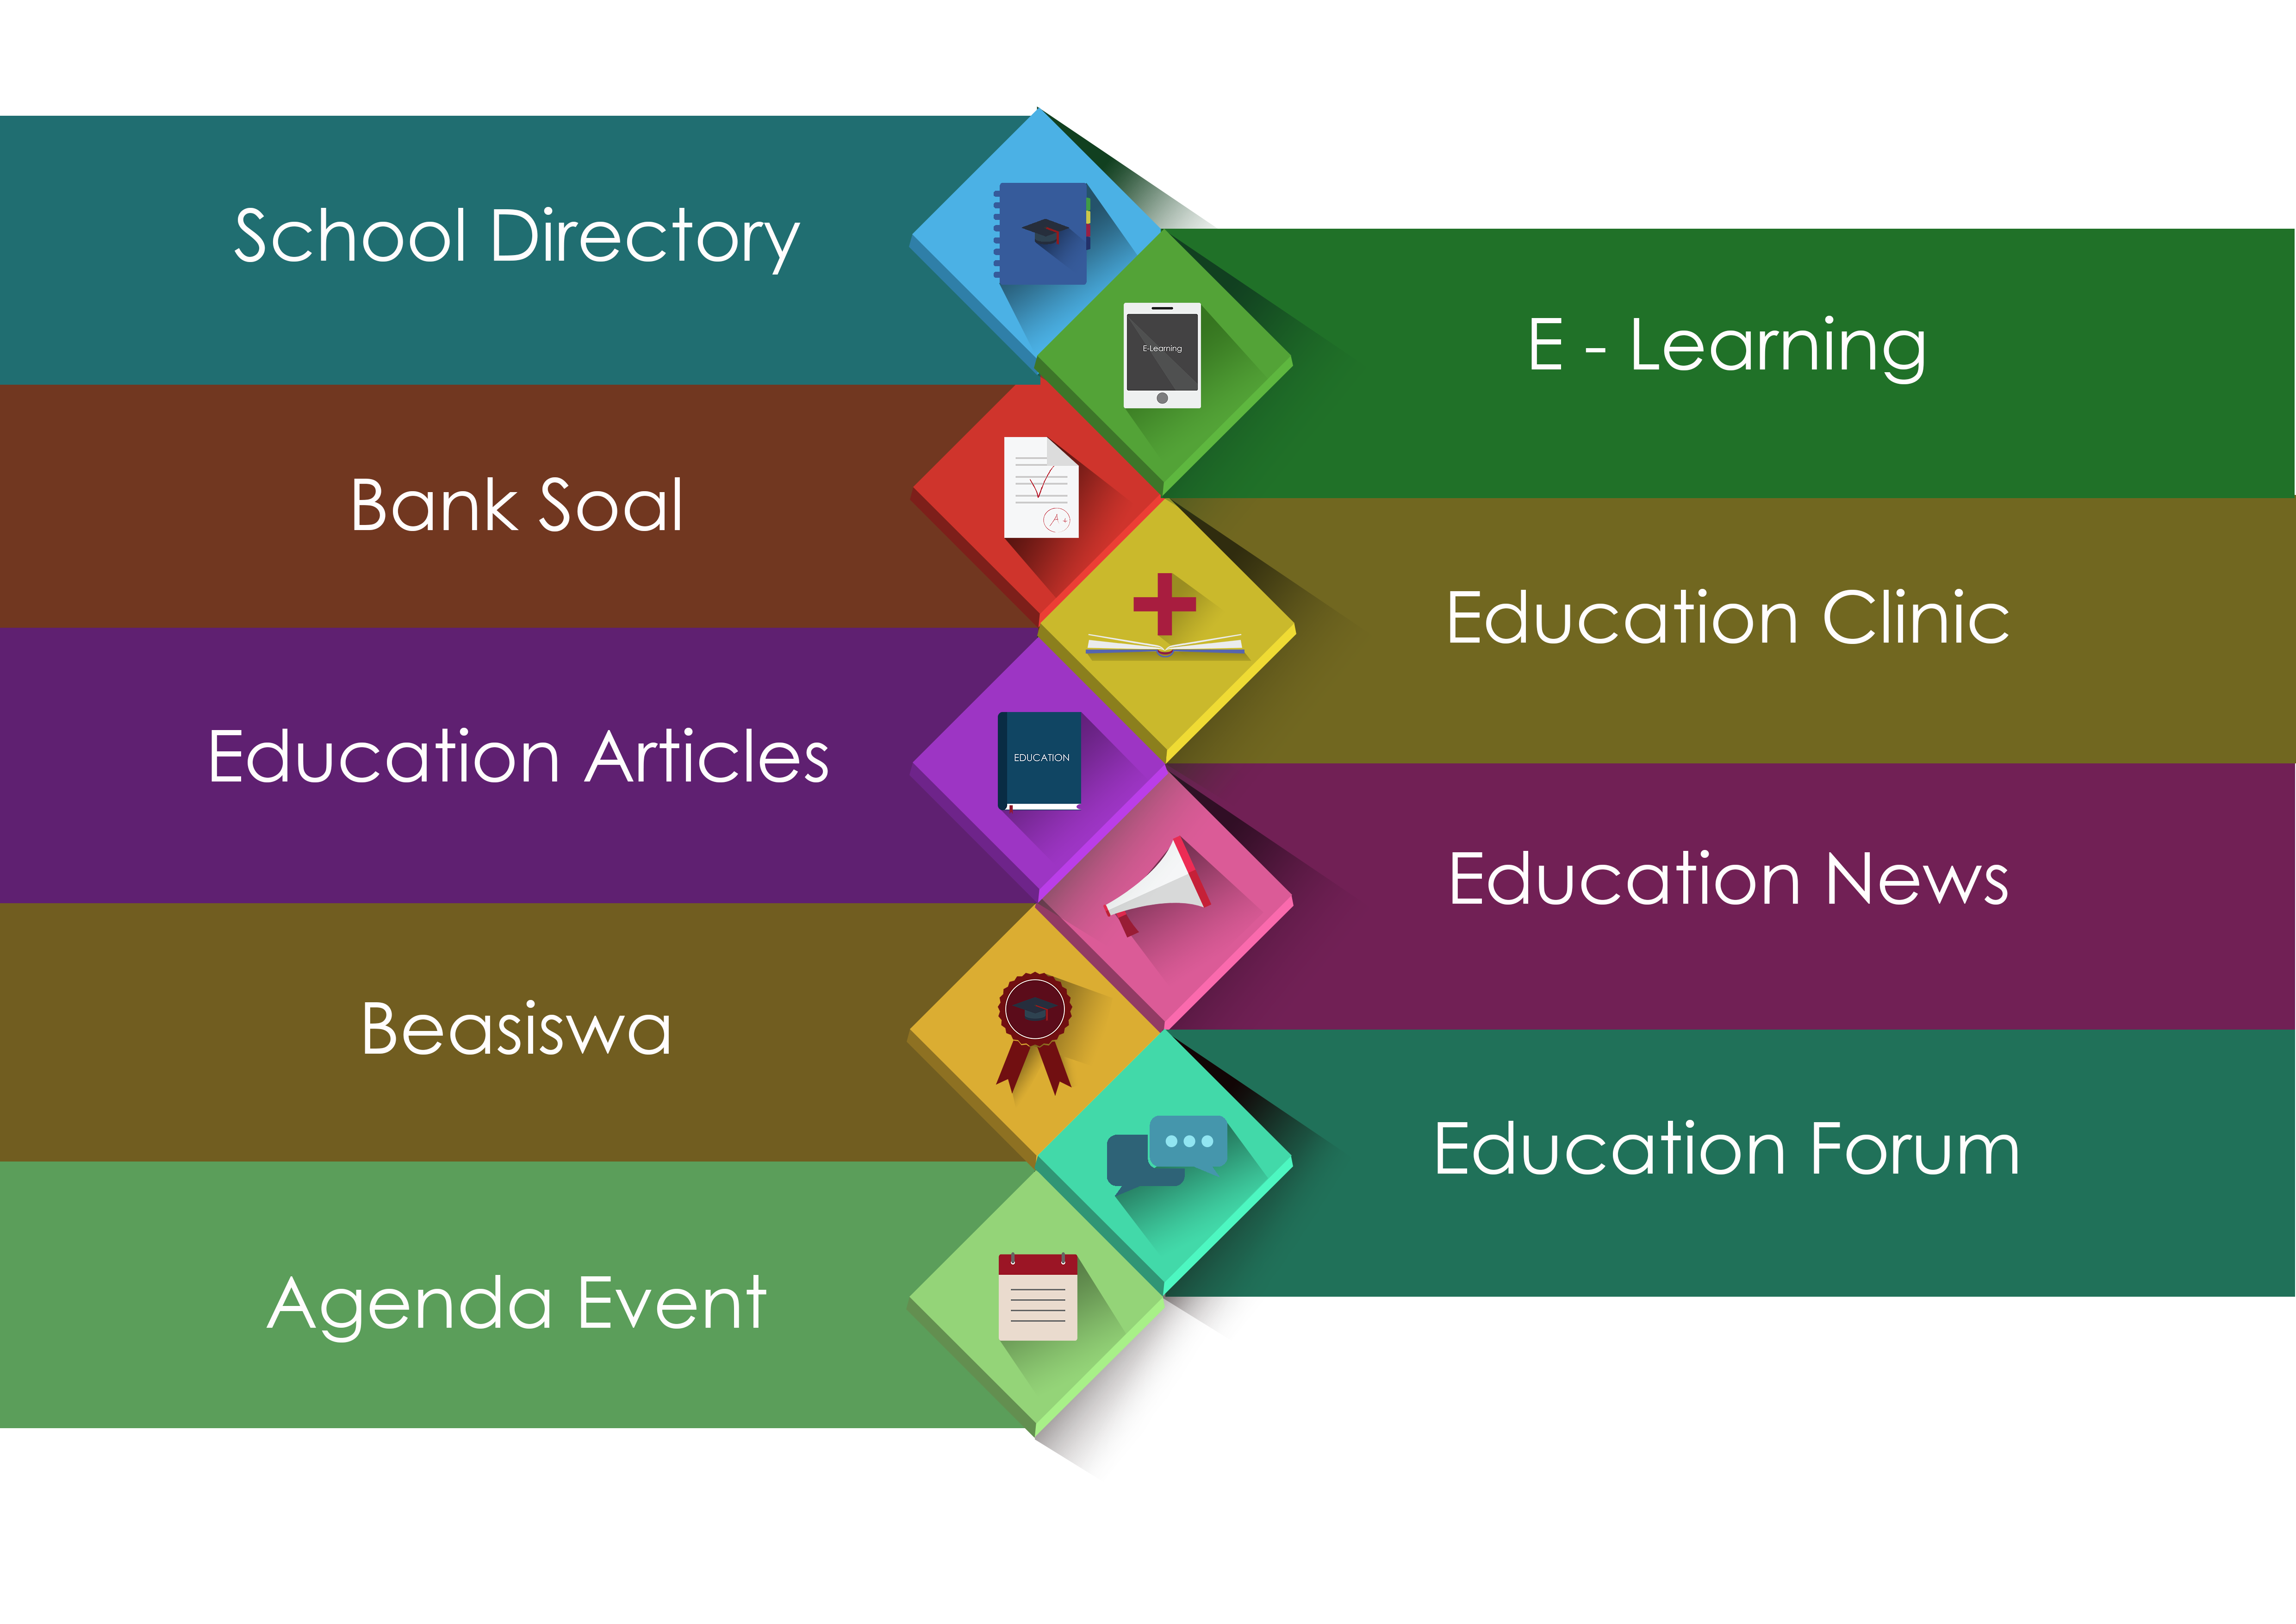 School Directory
E-Learning
E - Learning
Bank Soal
A+
Education Clinic
Education Articles
EDUCATION
Education News
Beasiswa
Education Forum
Agenda Event